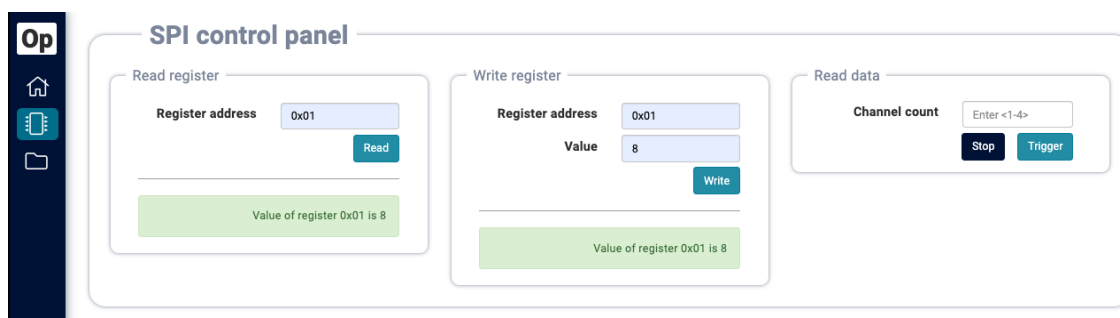 Op
SPI control panel
Read register
Register address 0x01
Read
Value of register 0x01 is 8
Write register
Register address 0x01
Value 8
Write
Value of register 0x01 is 8
Read data
Channel count Enter <1-4>
Stop Trigger